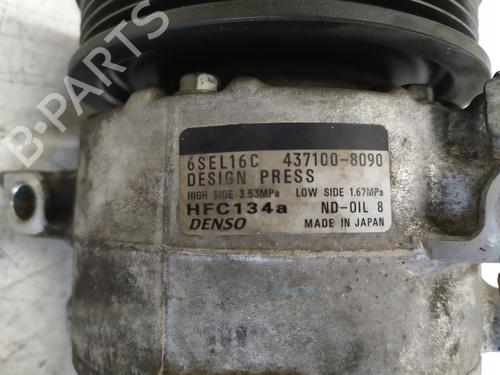 6SEL16C 437100-8090
DESIGN PRESS
HIGH SIDE 3.53MPa LOW SIDE 1.67MPa
HFC134a ND-OIL 8
DENSO MADE IN JAPAN